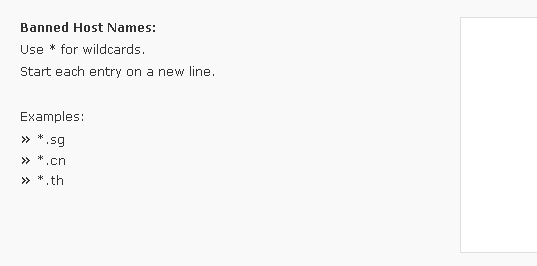 Banned Host Names:
Use * for wildcards.
Start each entry on a new line.
Examples:
» *.sg
» *.cn
» *.th